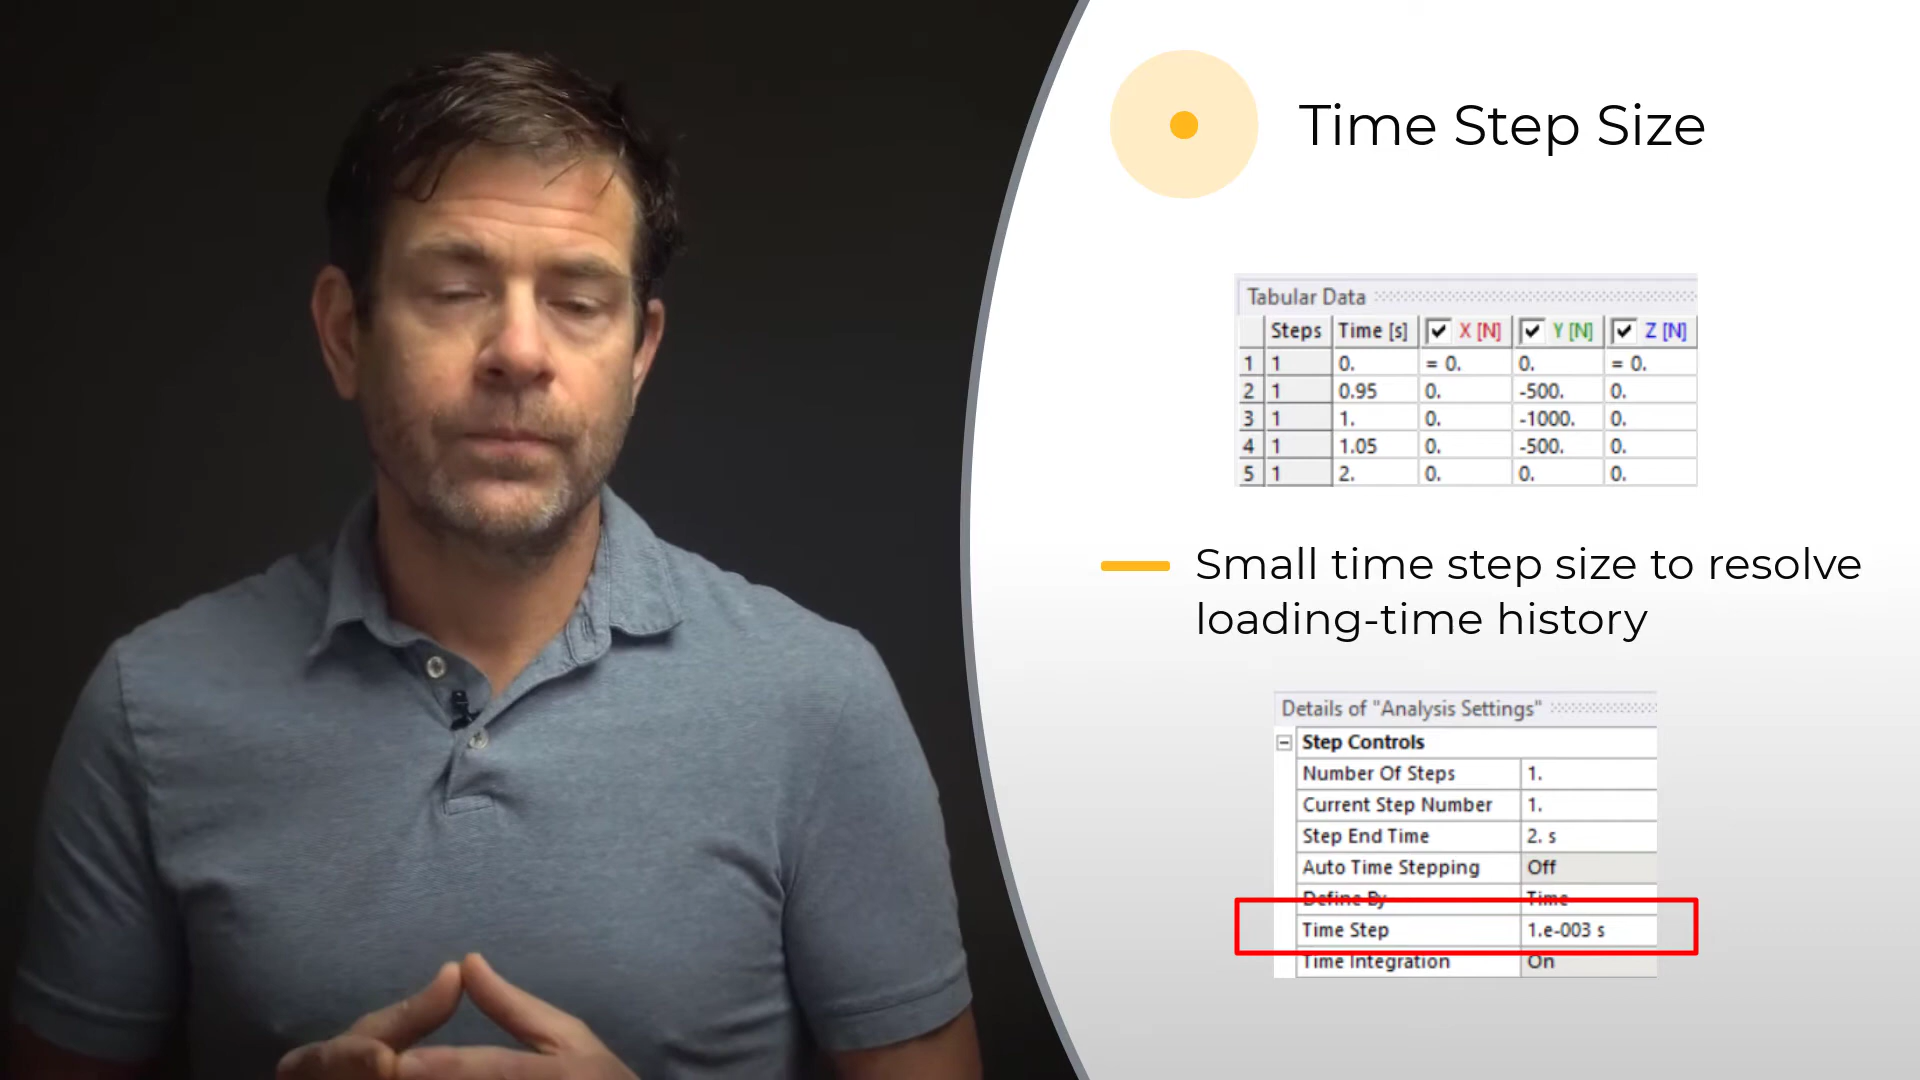 Time Step Size
Tabular Data
Steps Time [s] X [N] Y [N] Z [N]
1 1 0. = 0. 0. = 0.
2 1 0.95 0. -500. 0.
3 1 1. 0. -1000. 0.
4 1 1.05 0. -500. 0.
5 1 2. 0. 0. 0.
Small time step size to resolve
loading-time history
Details of "Analysis Settings"
Step Controls
Number Of Steps 1.
Current Step Number 1.
Step End Time 2. s
Auto Time Stepping Off
Define By Time
Time Step 1.e-003 s
Time Integration On